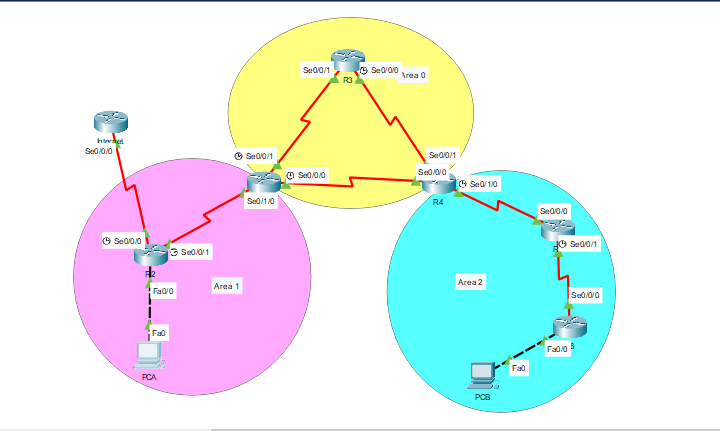 Se0/0/1
Se0/0/0
R3
Area 0
Internet
Se0/0/0
Se0/0/1
Se0/0/0
Se0/1/0
Se0/0/1
Se0/0/0
Se0/1/0
R4
Se0/0/0
Se0/0/1
Se0/0/0
Se0/0/1
R2
Fa0/0
Area 1
Area 2
Se0/0/0
Fa0
PCA
Fa0/0
Fa0
PCB